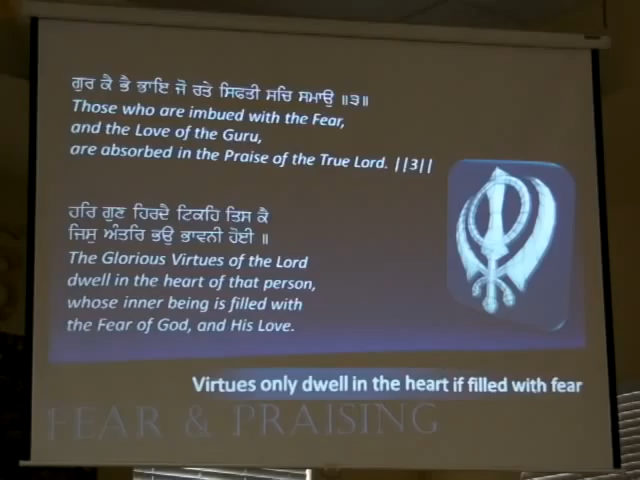 ਗੁਰ ਕੈ ਭੈ ਭਾਇ ਜੋ ਰਤੇ ਸਿਫਤੀ ਸਚਿ ਸਮਾਉ ॥੩॥
Those who are imbued with the Fear,
and the Love of the Guru,
are absorbed in the Praise of the True Lord. ||3||
ਹਰਿ ਗੁਣ ਹਿਰਦੈ ਟਿਕਹਿ ਤਿਸ ਕੈ
ਜਿਸੁ ਅੰਤਰਿ ਭਉ ਭਾਵਨੀ ਹੋਈ ॥
The Glorious Virtues of the Lord
dwell in the heart of that person,
whose inner being is filled with
the Fear of God, and His Love.
Virtues only dwell in the heart if filled with fear
FEAR & PRAISING